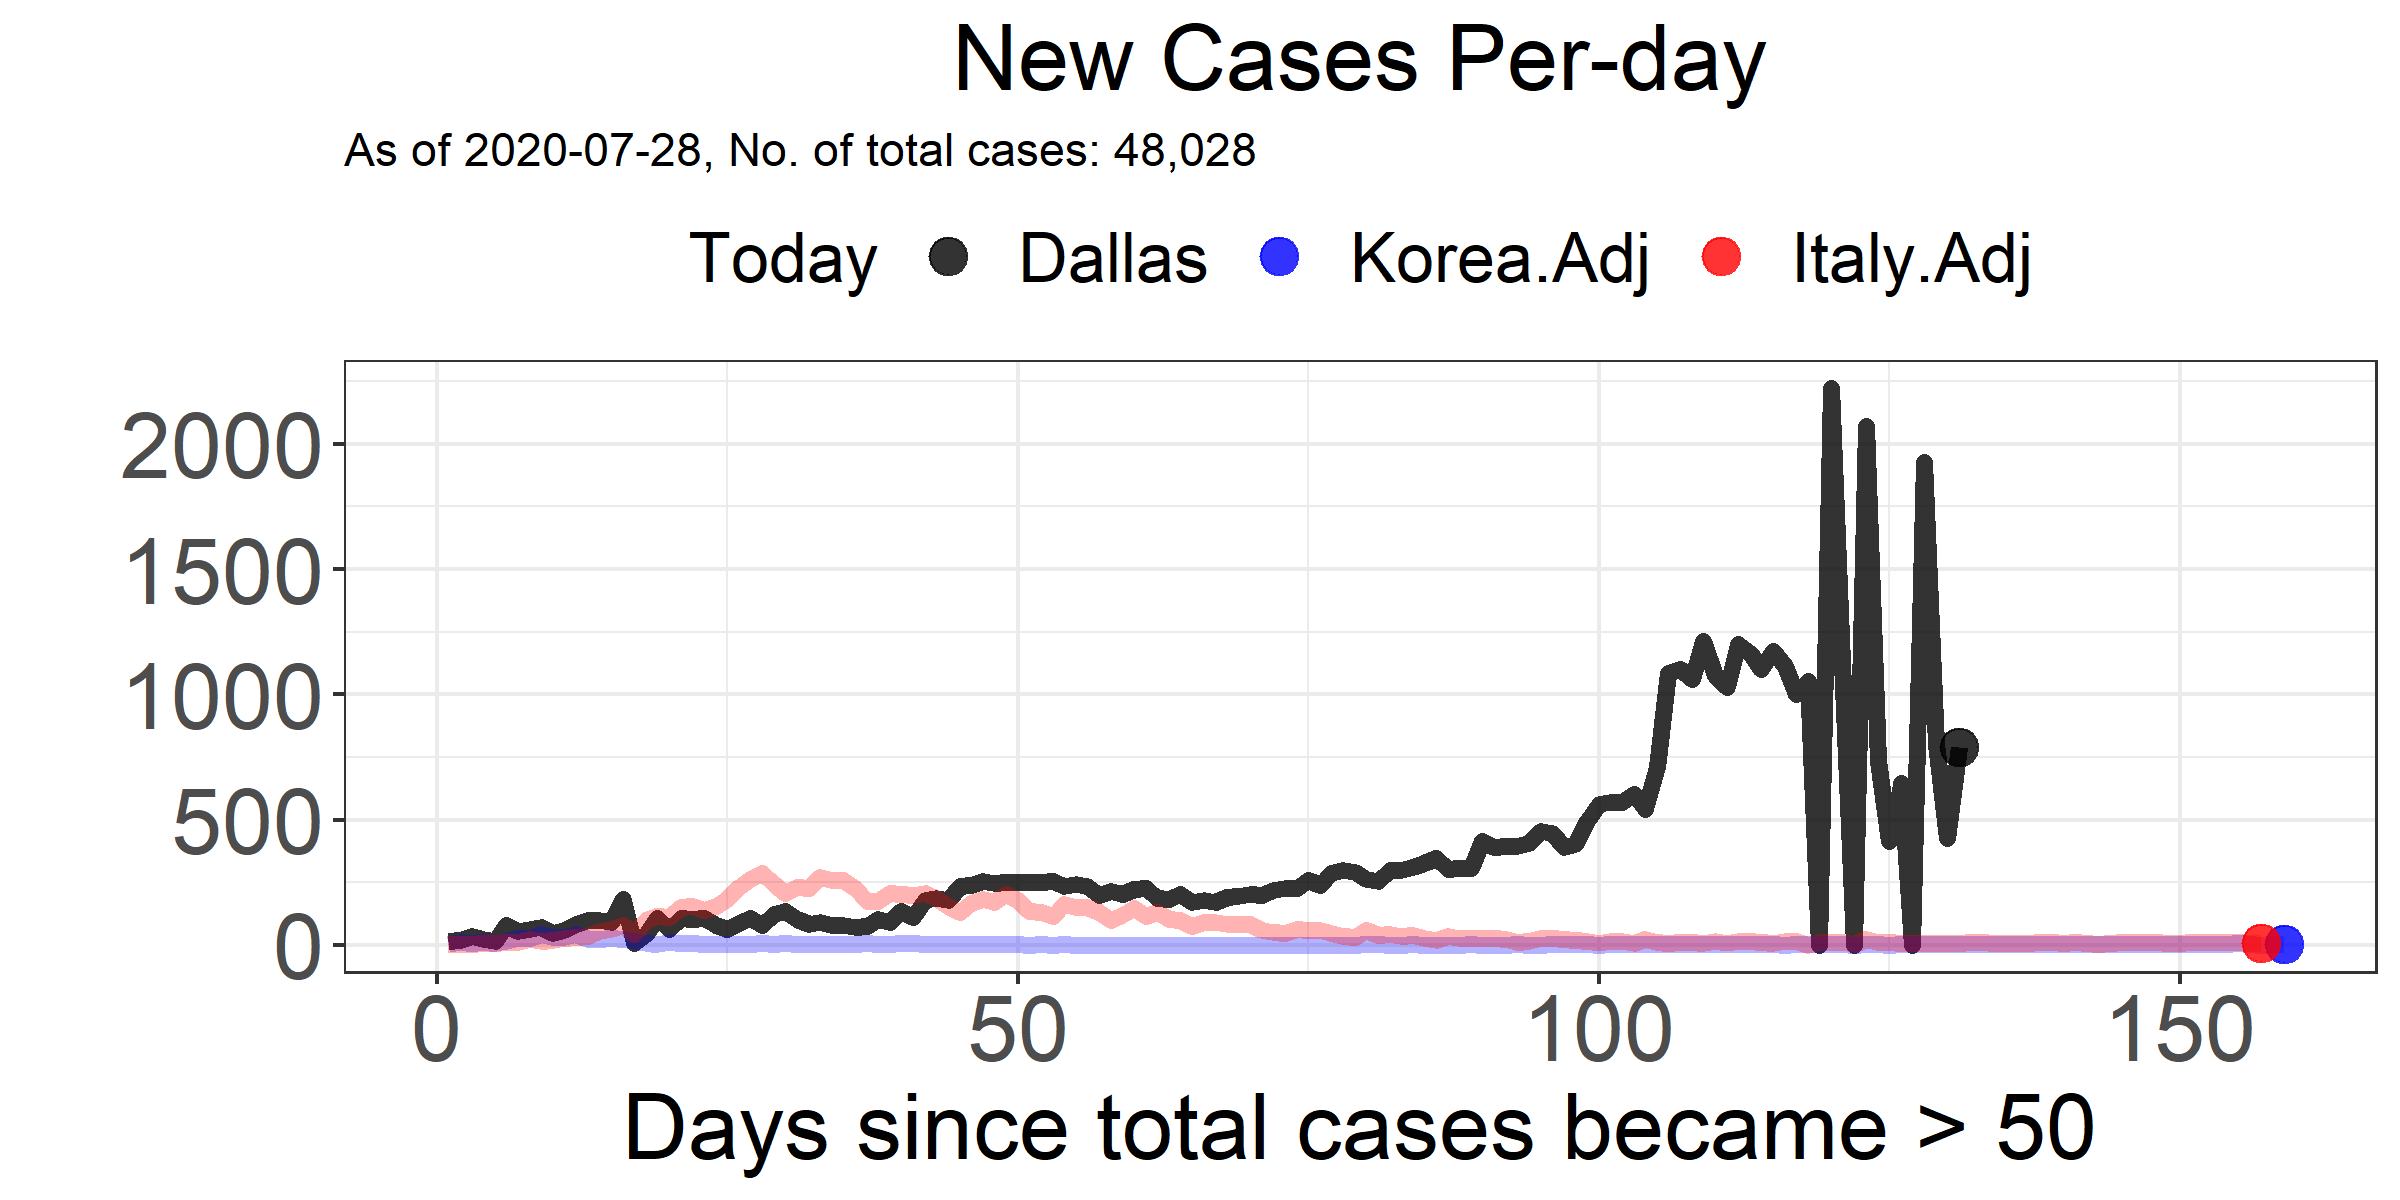 New Cases Per-day
As of 2020-07-28, No. of total cases: 48,028
Today Dallas Korea.Adj Italy.Adj
2000
1500
1000
500
0
0 50 100 150
Days since total cases became > 50